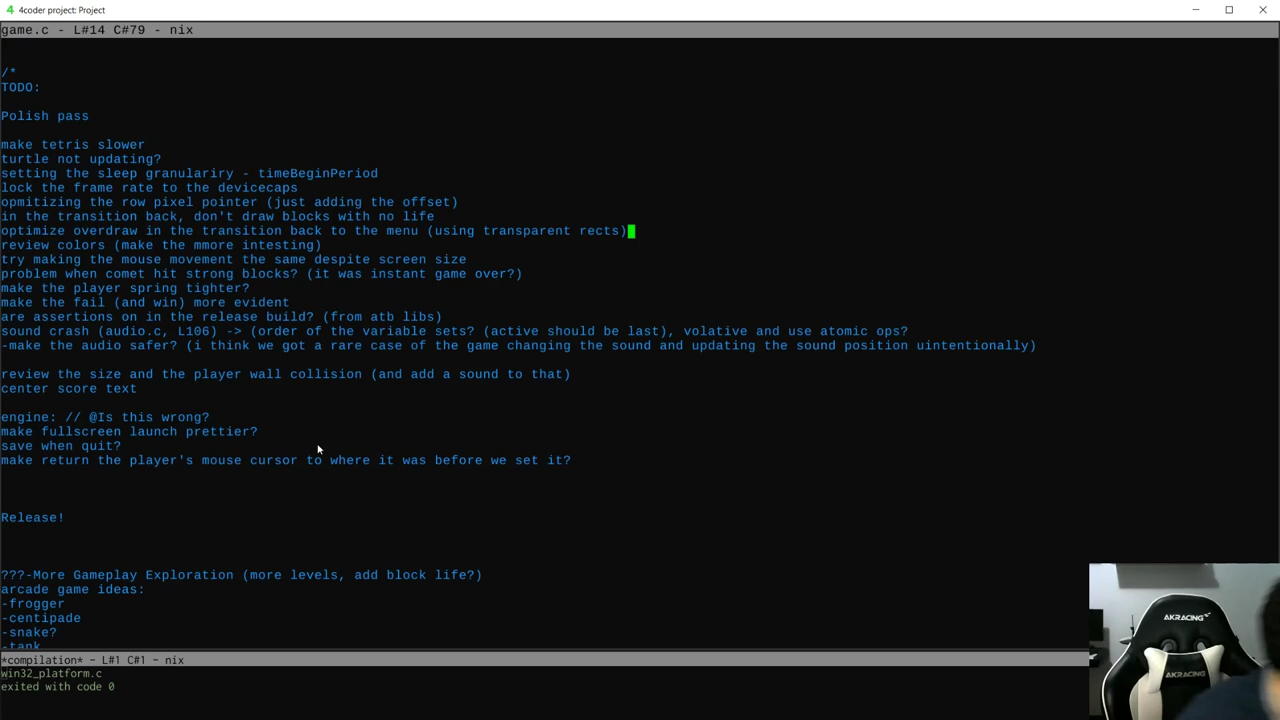 4coder project: Project
game.c - L#14 C#79 - nix
/*
TODO:
Polish pass
make tetris slower
turtle not updating?
setting the sleep granulariry - timeBeginPeriod
lock the frame rate to the devicecaps
opmitizing the row pixel pointer (just adding the offset)
in the transition back, don't draw blocks with no life
optimize overdraw in the transition back to the menu (using transparent rects)
review colors (make the mmore intesting)
try making the mouse movement the same despite screen size
problem when comet hit strong blocks? (it was instant game over?)
make the player spring tighter?
make the fail (and win) more evident
are assertions on in the release build? (from atb libs)
sound crash (audio.c, L106) -> (order of the variable sets? (active should be last), volative and use atomic ops?
-make the audio safer? (i think we got a rare case of the game changing the sound and updating the sound position uintentionally)
review the size and the player wall collision (and add a sound to that)
center score text
engine: // @Is this wrong?
make fullscreen launch prettier?
save when quit?
make return the player's mouse cursor to where it was before we set it?
Release!
???-More Gameplay Exploration (more levels, add block life?)
arcade game ideas:
-frogger
-centipade
-snake?
-tank
*compilation* - L#1 C#1 - nix
win32_platform.c
exited with code 0
AKRACING
AKRACING